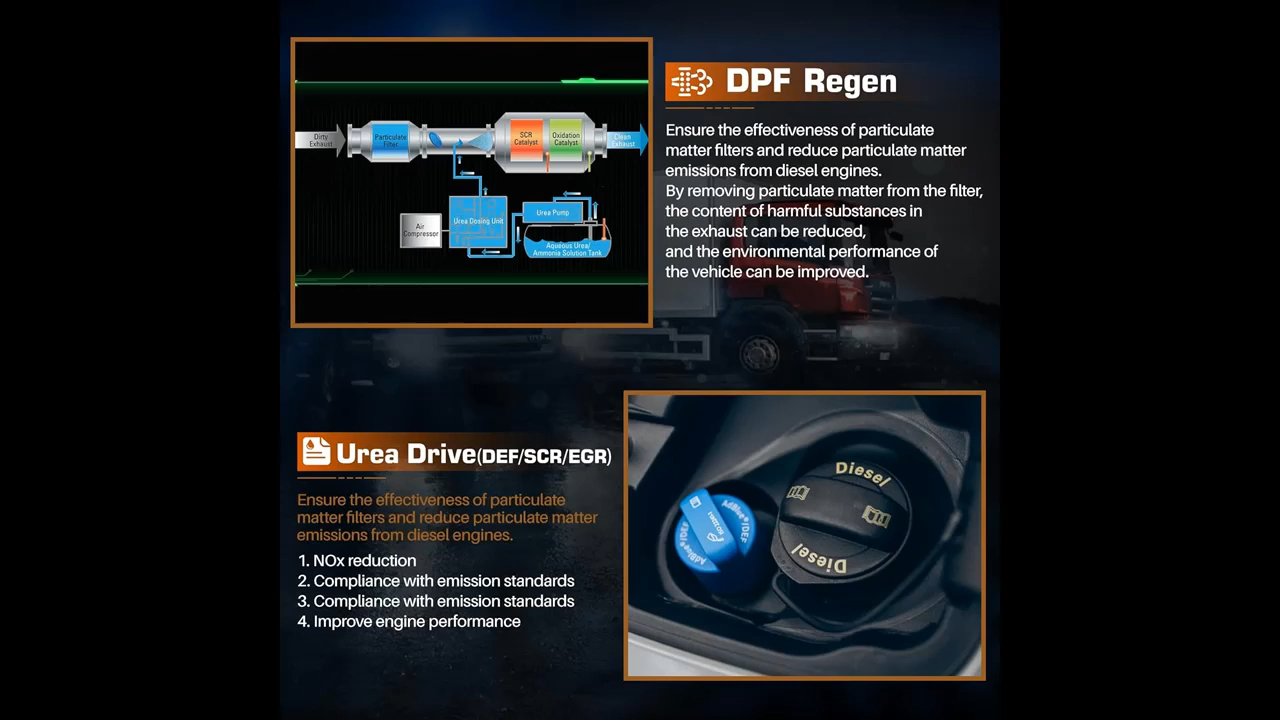 DPF Regen
Ensure the effectiveness of particulate
matter filters and reduce particulate matter
emissions from diesel engines.
By removing particulate matter from the filter,
the content of harmful substances in
the exhaust can be reduced,
and the environmental performance of
the vehicle can be improved.
Dirty
Exhaust
Particulate
Filter
SCR
Catalyst
Oxidation
Catalyst
Clean
Exhaust
Air
Compressor
Urea Dosing Unit
Urea Pump
Aqueous Urea/
Ammonia Solution Tank
Urea Drive(DEF/SCR/EGR)
Ensure the effectiveness of particulate
matter filters and reduce particulate matter
emissions from diesel engines.
1. NOx reduction
2. Compliance with emission standards
3. Compliance with emission standards
4. Improve engine performance
Diesel
Diesel
AdBlue®/DEF
AdBlue®/DEF